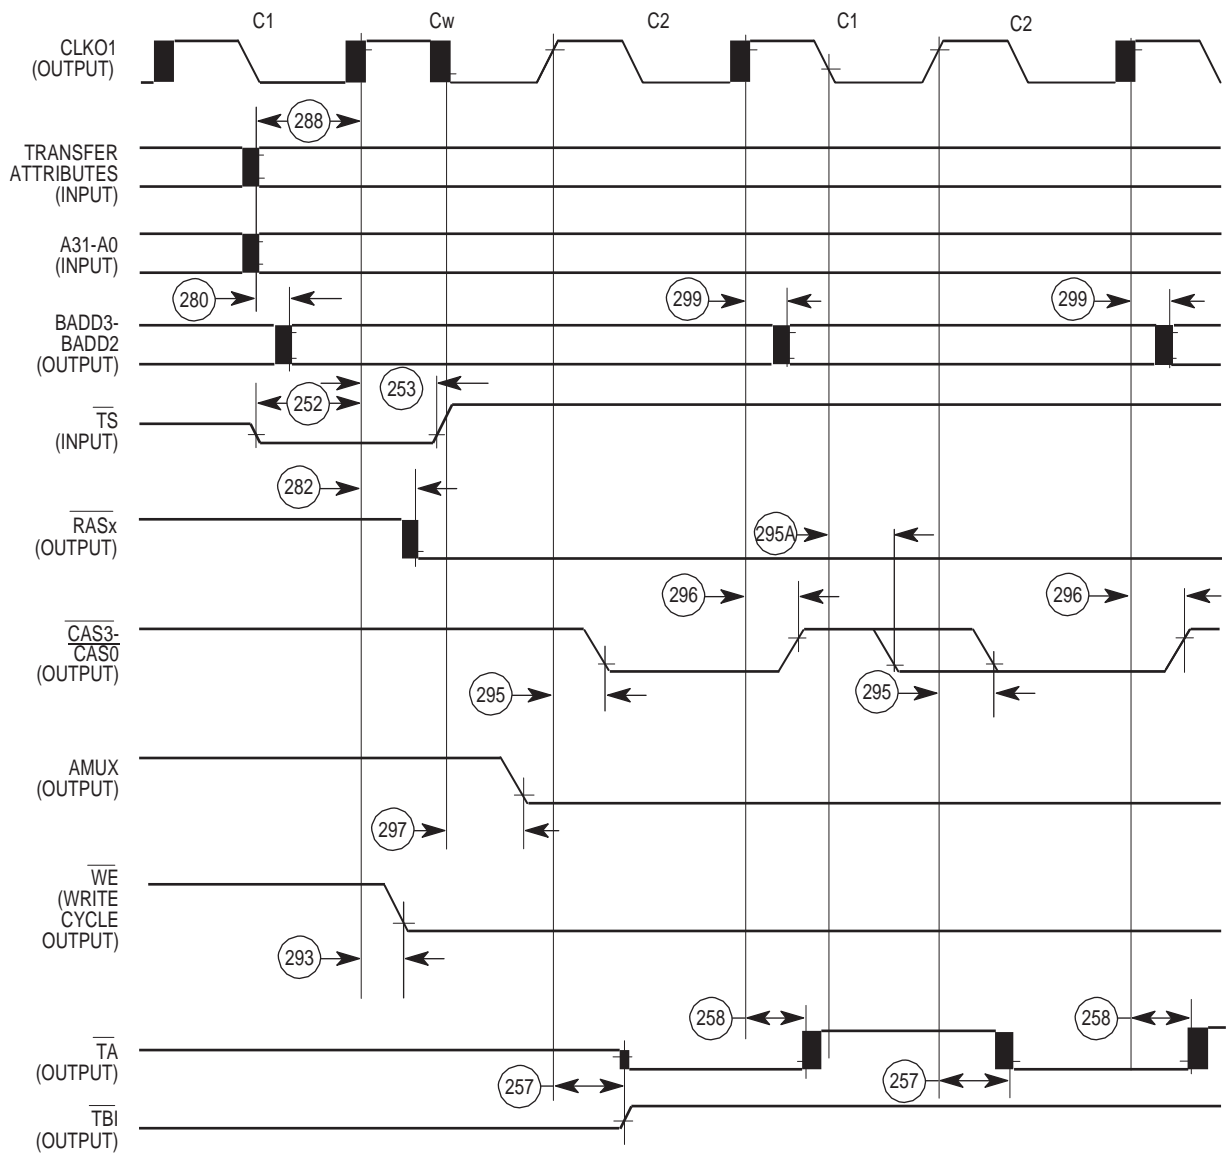 C1 Cw C2 C1 C2
CLKO1
(OUTPUT)
288
TRANSFER
ATTRIBUTES
(INPUT)
A31-A0
(INPUT)
280 299 299
BADD3-
BADD2
(OUTPUT)
252 253
TS
(INPUT)
282
RASx
(OUTPUT)
295A
296 296
CAS3-
CAS0
(OUTPUT)
295 295
AMUX
(OUTPUT)
297
WE
(WRITE
CYCLE
OUTPUT)
293
258 258
TA
(OUTPUT)
257 257
TBI
(OUTPUT)